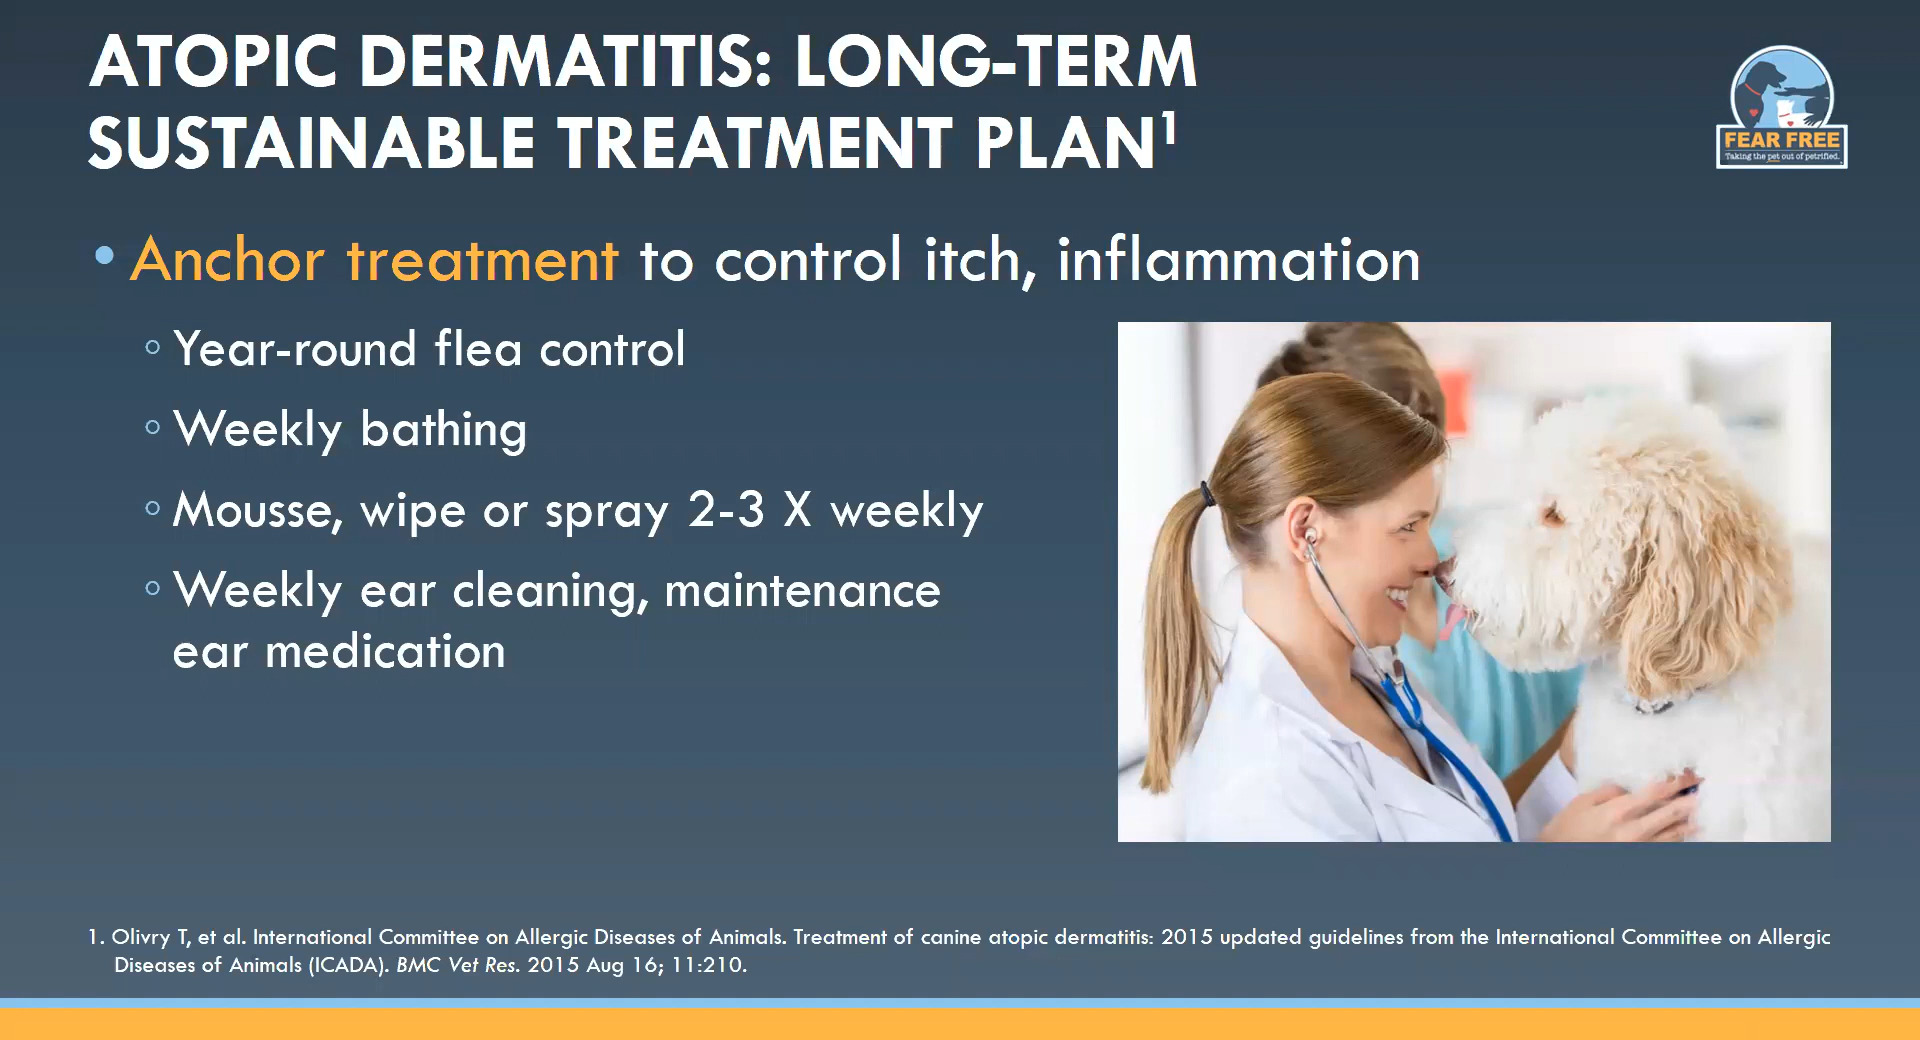 ATOPIC DERMATITIS: LONG-TERM
SUSTAINABLE TREATMENT PLAN¹
FEAR FREE
Taking the pet out of petrified.
• Anchor treatment to control itch, inflammation
◦ Year-round flea control
◦ Weekly bathing
◦ Mousse, wipe or spray 2-3 X weekly
◦ Weekly ear cleaning, maintenance
ear medication
1. Olivry T, et al. International Committee on Allergic Diseases of Animals. Treatment of canine atopic dermatitis: 2015 updated guidelines from the International Committee on Allergic
Diseases of Animals (ICADA). BMC Vet Res. 2015 Aug 16; 11:210.